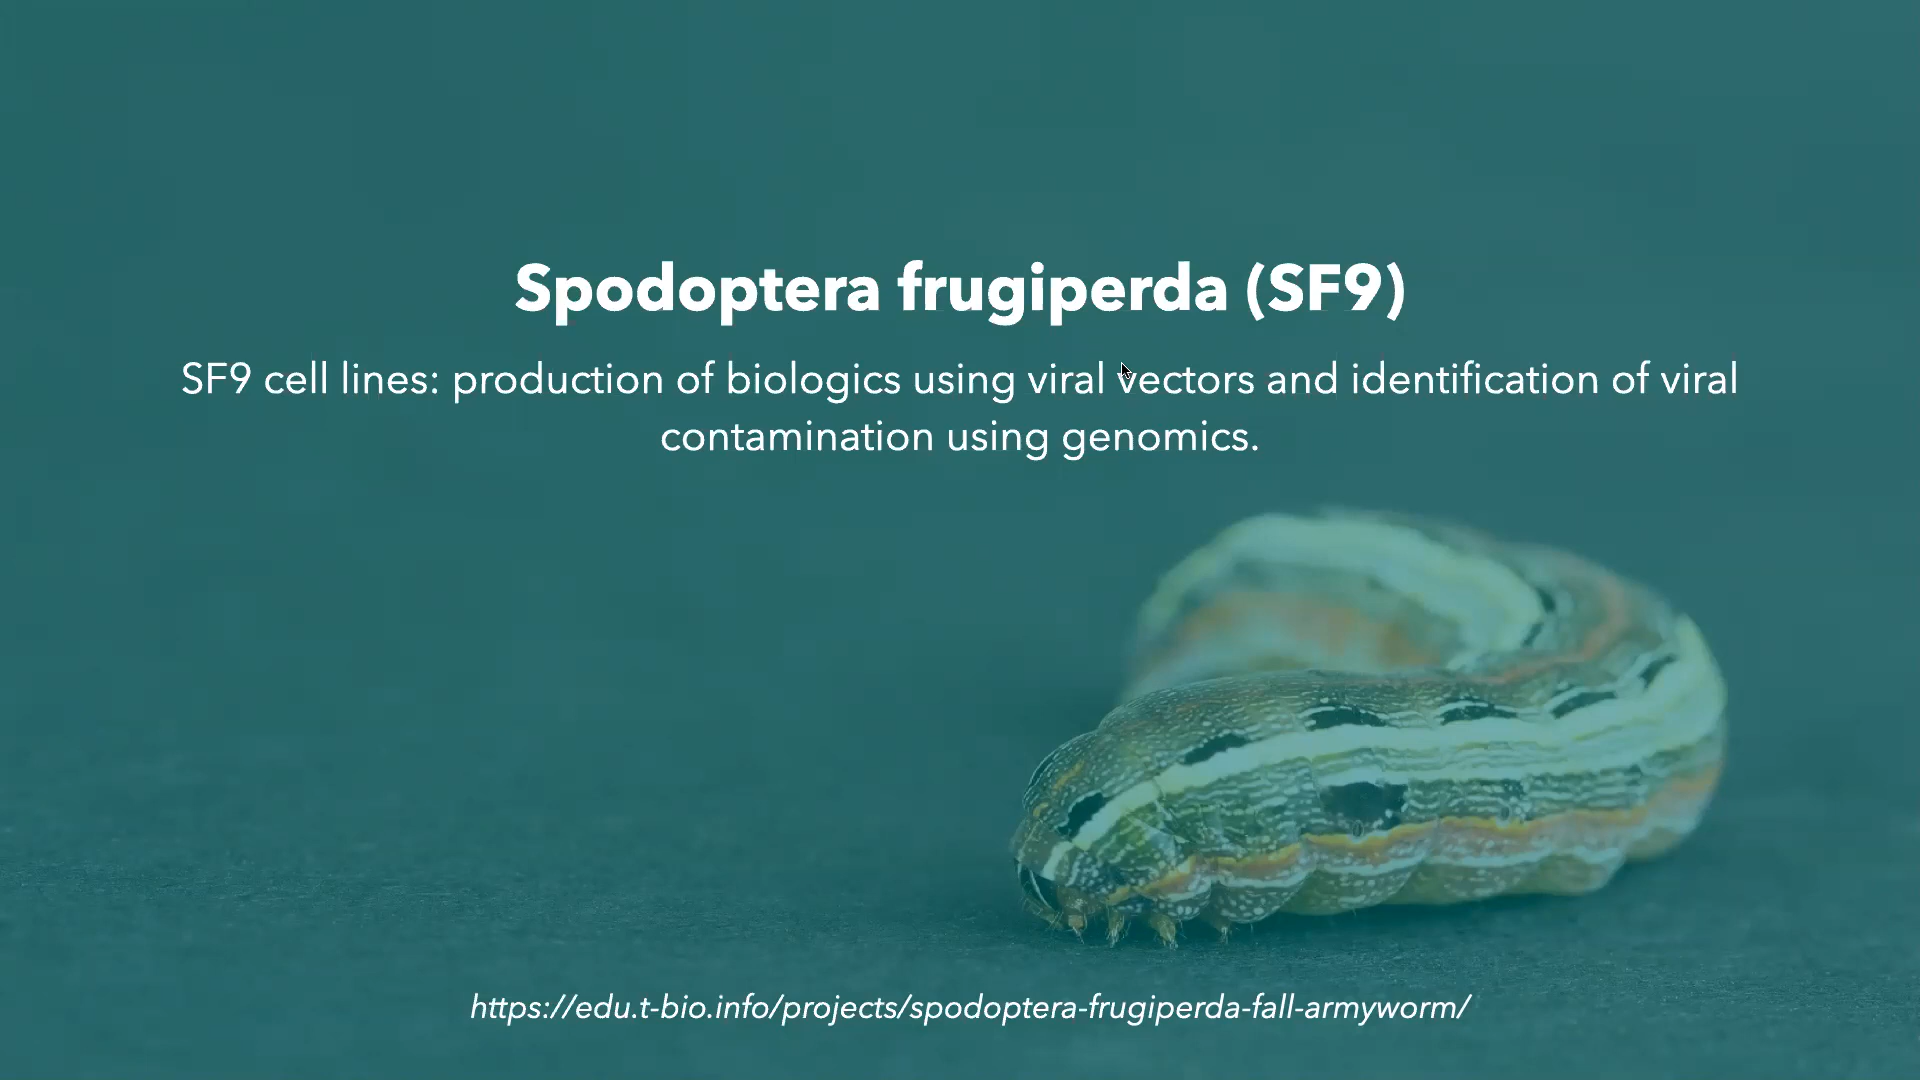 Spodoptera frugiperda (SF9)
SF9 cell lines: production of biologics using viral vectors and identification of viral
contamination using genomics.
https://edu.t-bio.info/projects/spodoptera-frugiperda-fall-armyworm/